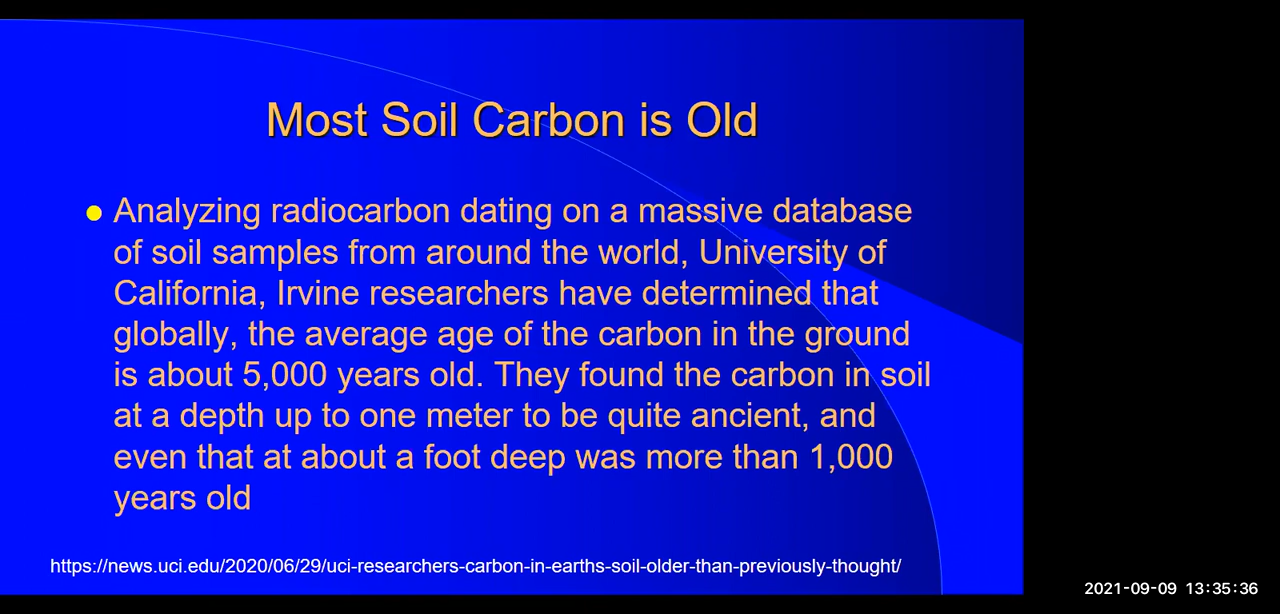 Most Soil Carbon is Old
Analyzing radiocarbon dating on a massive database
of soil samples from around the world, University of
California, Irvine researchers have determined that
globally, the average age of the carbon in the ground
is about 5,000 years old. They found the carbon in soil
at a depth up to one meter to be quite ancient, and
even that at about a foot deep was more than 1,000
years old
https://news.uci.edu/2020/06/29/uci-researchers-carbon-in-earths-soil-older-than-previously-thought/
2021-09-09 13:35:36